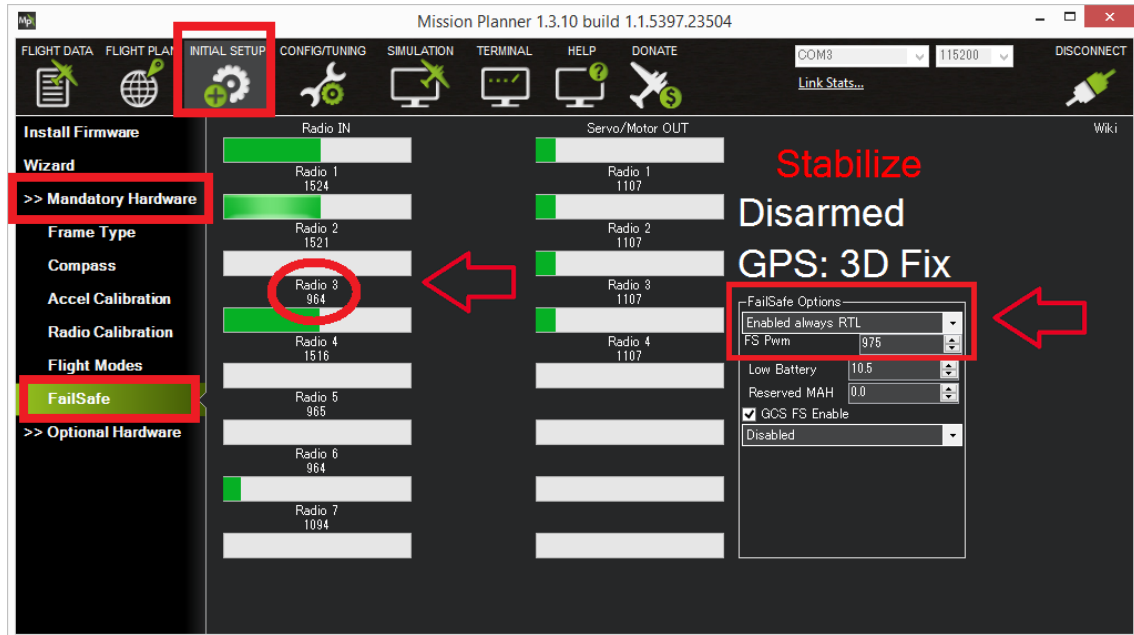 Mp
Mission Planner 1.3.10 build 1.1.5397.23504
FLIGHT DATA FLIGHT PLAN INITIAL SETUP CONFIG/TUNING SIMULATION TERMINAL HELP DONATE
COM3 115200 DISCONNECT
Link Stats...
Install Firmware
Wizard
>> Mandatory Hardware
Frame Type
Compass
Accel Calibration
Radio Calibration
Flight Modes
FailSafe
>> Optional Hardware
Radio IN
Radio 1
1524
Radio 2
1521
Radio 3
964
Radio 4
1516
Radio 5
965
Radio 6
964
Radio 7
1094
Servo/Motor OUT
Radio 1
1107
Radio 2
1107
Radio 3
1107
Radio 4
1107
Wiki
Stabilize
Disarmed
GPS: 3D Fix
FailSafe Options
Enabled always RTL
FS Pwm 975
Low Battery 10.5
Reserved MAH 0.0
GCS FS Enable
Disabled